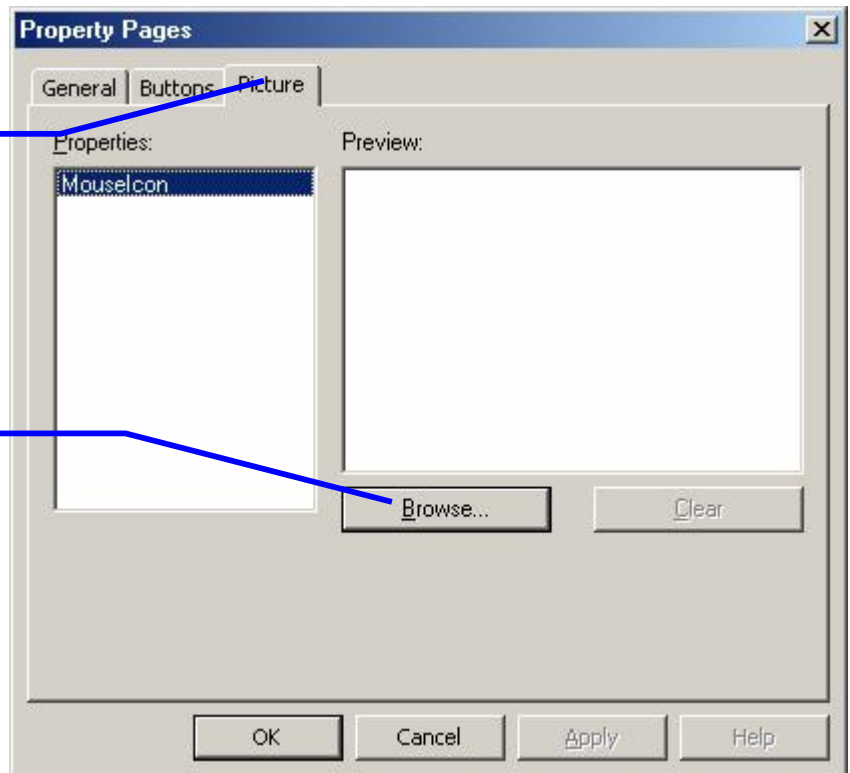 Property Pages
General Buttons Picture
Properties: Preview:
MouseIcon
Browse... Clear
OK Cancel Apply Help